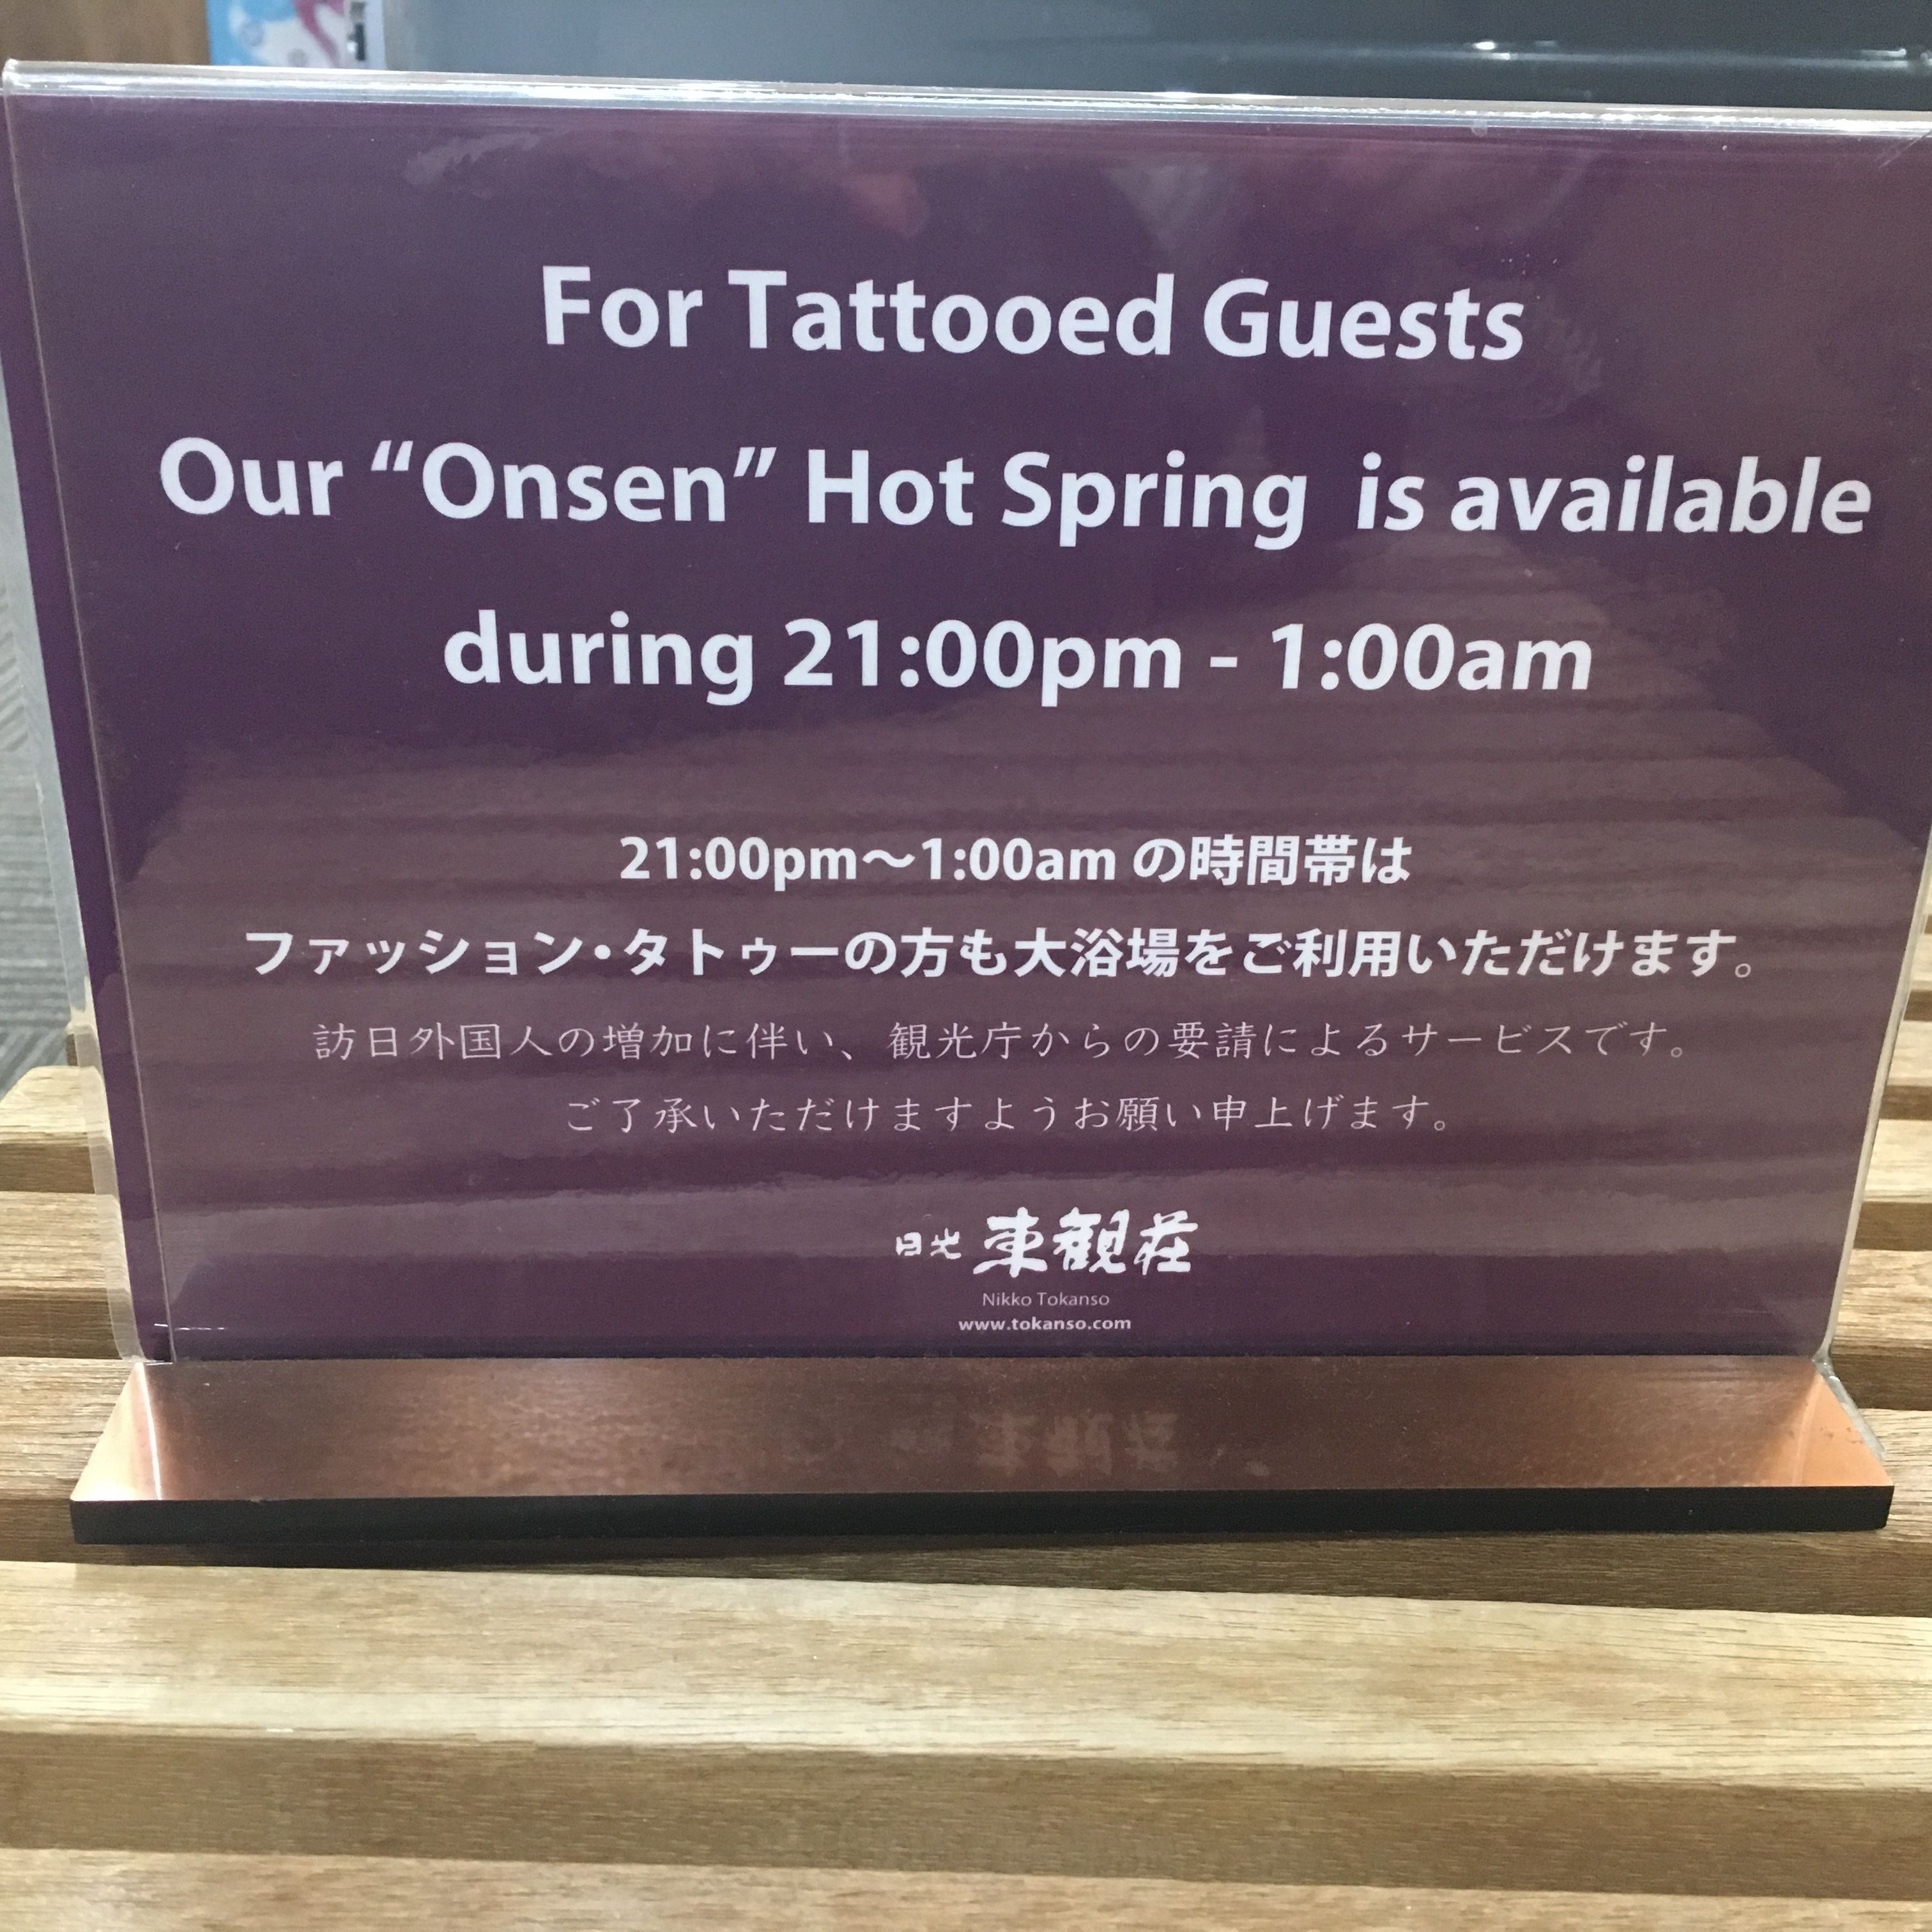 For Tattooed Guests
Our “Onsen” Hot Spring is available
during 21:00pm - 1:00am
21:00pm～1:00am の時間帯は
ファッション・タトゥーの方も大浴場をご利用いただけます。
訪日外国人の増加に伴い、観光庁からの要請によるサービスです。
ご了承いただけますようお願い申上げます。
日光 東観荘
Nikko Tokanso
www.tokanso.com